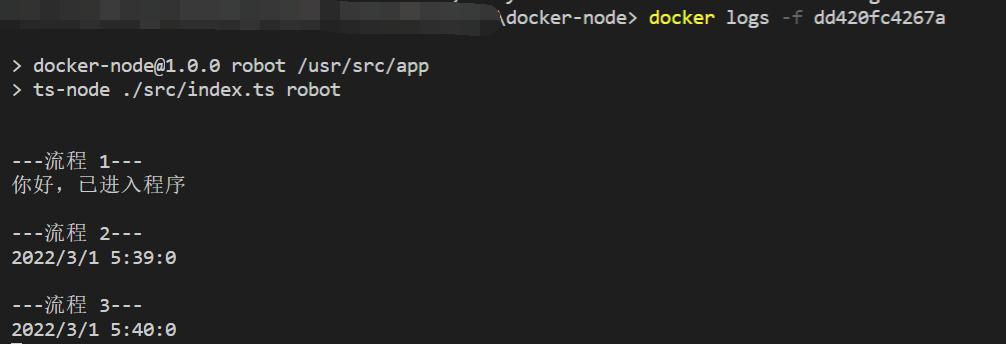 \docker-node> docker logs -f dd420fc4267a
> docker-node@1.0.0 robot /usr/src/app
> ts-node ./src/index.ts robot
---流程 1---
你好，已进入程序
---流程 2---
2022/3/1 5:39:0
---流程 3---
2022/3/1 5:40:0